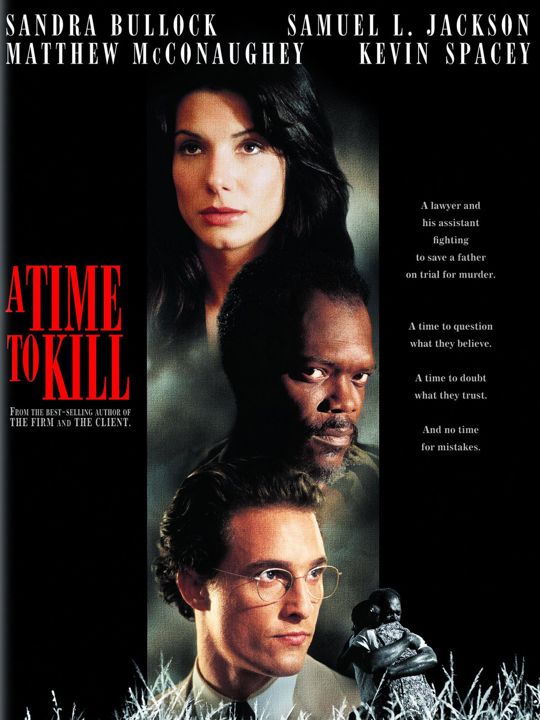 SANDRA BULLOCK SAMUEL L. JACKSON
MATTHEW McCONAUGHEY KEVIN SPACEY
A TIME
TO KILL
FROM THE BEST-SELLING AUTHOR OF
THE FIRM AND THE CLIENT.
A lawyer and
his assistant
fighting
to save a father
on trial for murder.
A time to question
what they believe.
A time to doubt
what they trust.
And no time
for mistakes.